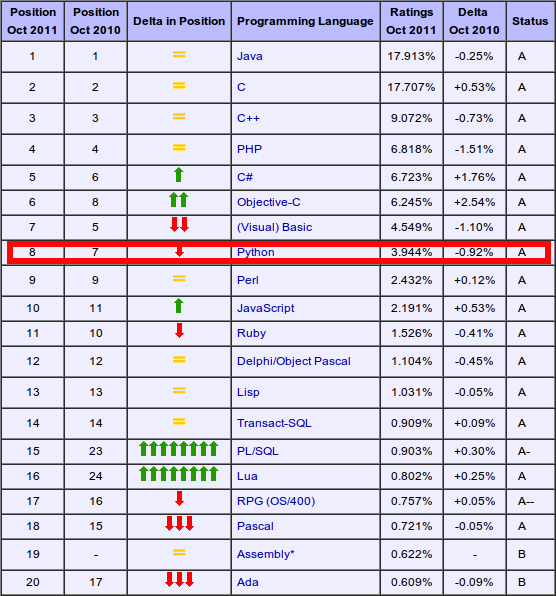 Position Oct 2011 Position Oct 2010 Delta in Position Programming Language Ratings Oct 2011 Delta Oct 2010 Status
1 1 = Java 17.913% -0.25% A
2 2 = C 17.707% +0.53% A
3 3 = C++ 9.072% -0.73% A
4 4 = PHP 6.818% -1.51% A
5 6 ↑ C# 6.723% +1.76% A
6 8 ↑↑ Objective-C 6.245% +2.54% A
7 5 ↓↓ (Visual) Basic 4.549% -1.10% A
8 7 ↓ Python 3.944% -0.92% A
9 9 = Perl 2.432% +0.12% A
10 11 ↑ JavaScript 2.191% +0.53% A
11 10 ↓ Ruby 1.526% -0.41% A
12 12 = Delphi/Object Pascal 1.104% -0.45% A
13 13 = Lisp 1.031% -0.05% A
14 14 = Transact-SQL 0.909% +0.09% A
15 23 ↑↑↑↑↑↑↑↑ PL/SQL 0.903% +0.30% A-
16 24 ↑↑↑↑↑↑↑↑ Lua 0.802% +0.25% A
17 16 ↓ RPG (OS/400) 0.757% +0.05% A--
18 15 ↓↓↓ Pascal 0.721% -0.05% A
19 - = Assembly* 0.622% - B
20 17 ↓↓↓ Ada 0.609% -0.09% B